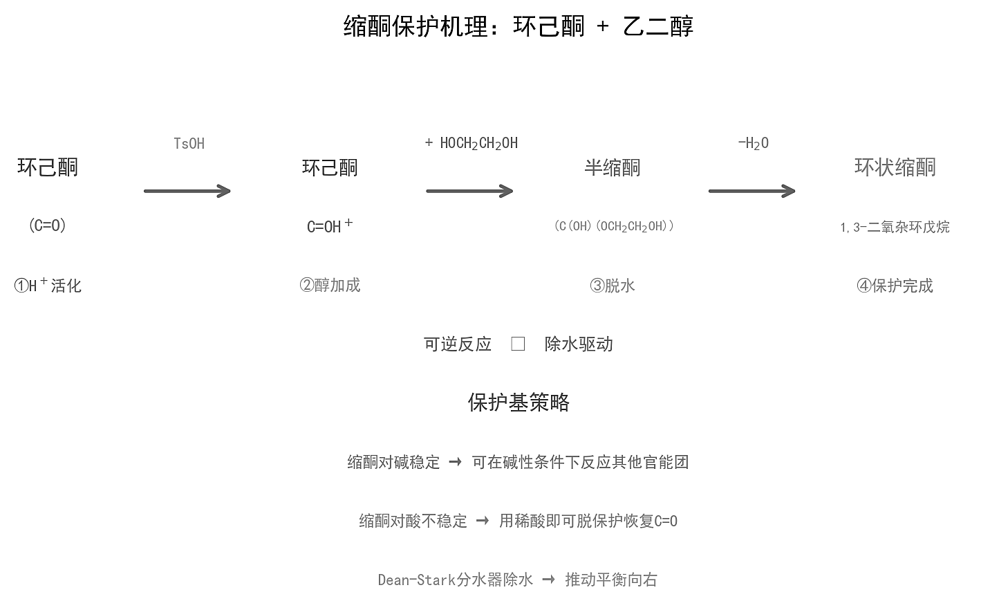 缩酮保护机理：环己酮 + 乙二醇
TsOH
+ HOCH₂CH₂OH
−H₂O
环己酮
环己酮
半缩酮
环状缩酮
(C=O)
C=OH⁺
(C(OH)(OCH₂CH₂OH))
1,3-二氧杂环戊烷
①H⁺活化
②醇加成
③脱水
④保护完成
可逆反应 □ 除水驱动
保护基策略
缩酮对碱稳定 → 可在碱性条件下反应其他官能团
缩酮对酸不稳定 → 用稀酸即可脱保护恢复C=O
Dean-Stark分水器除水 → 推动平衡向右